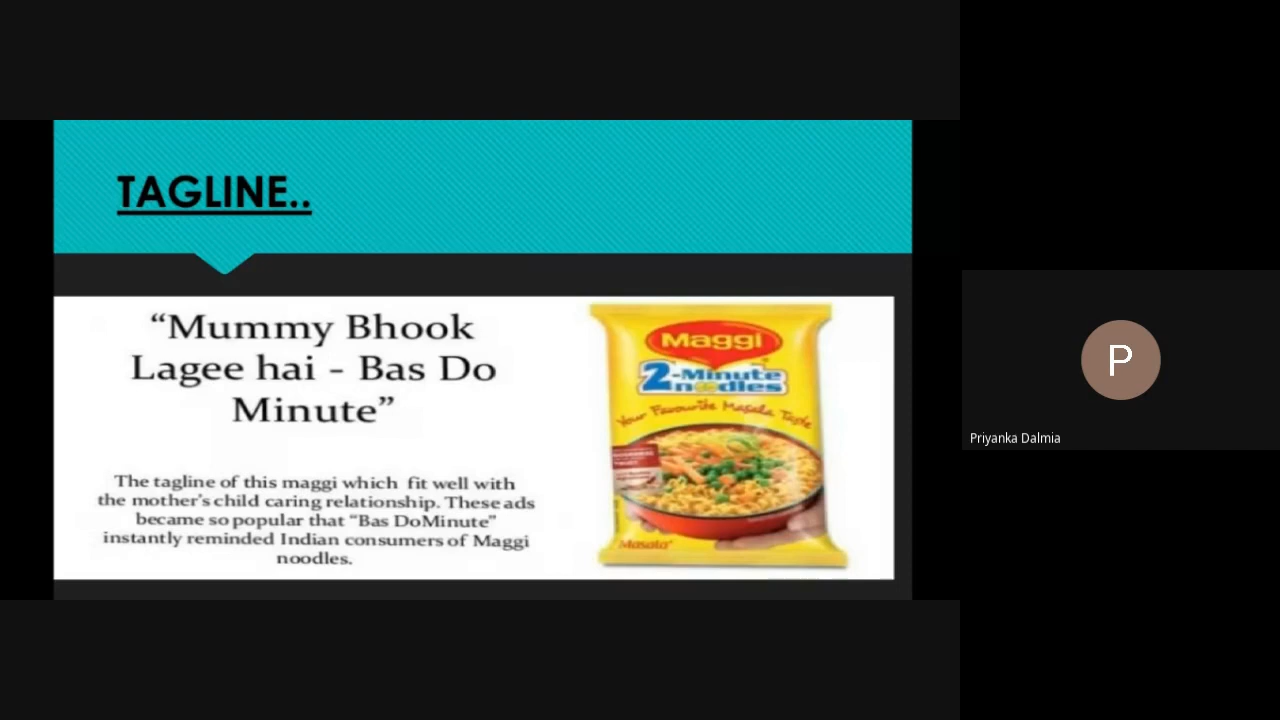 TAGLINE..
“Mummy Bhook
Lagee hai - Bas Do
Minute”
The tagline of this maggi which fit well with
the mother's child caring relationship. These ads
became so popular that “Bas DoMinute”
instantly reminded Indian consumers of Maggi
noodles.
Maggi
2-Minute
noodles
Your Favourite Masala Taste
Masala
P
Priyanka Dalmia